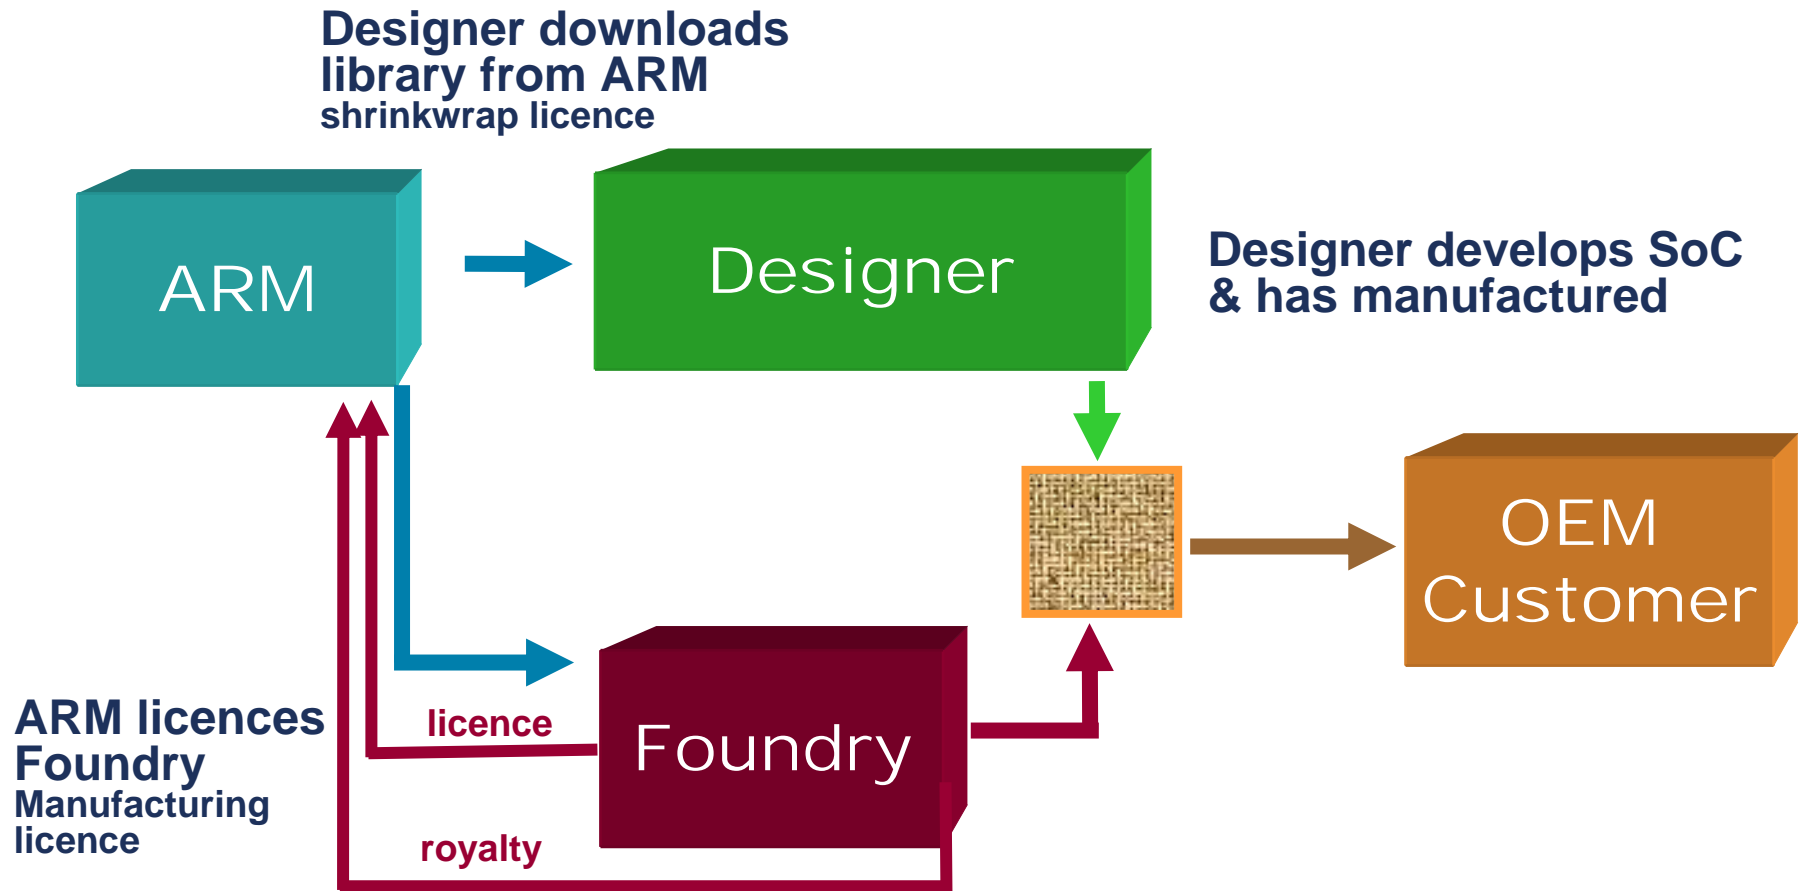 Designer downloads
library from ARM
shrinkwrap licence
ARM
Designer
Designer develops SoC
& has manufactured
OEM
Customer
ARM licences
Foundry
Manufacturing
licence
licence
Foundry
royalty